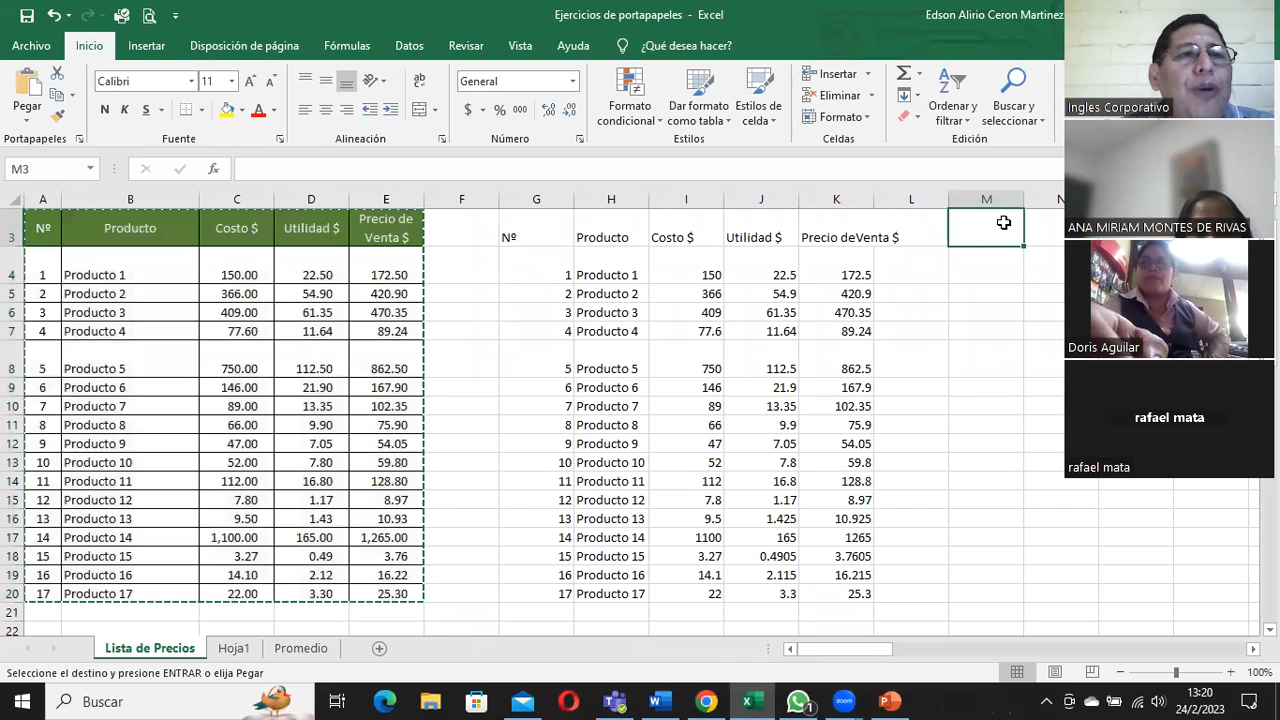 Ejercicios de portapapeles - Excel
Edson Alirio Ceron Martinez
Archivo Inicio Insertar Disposición de página Fórmulas Datos Revisar Vista Ayuda ¿Qué desea hacer?
Calibri 11 General
Pegar
N K S
$ % 000
Formato condicional
Dar formato como tabla
Estilos de celda
Insertar
Eliminar
Formato
Ordenar y filtrar
Buscar y seleccionar
Portapapeles Fuente Alineación Número Estilos Celdas Edición
M3
A B C D E F G H I J K L M N
3 Nº Producto Costo $ Utilidad $ Precio de Venta $ Nº Producto Costo $ Utilidad $ Precio deVenta $
4 1 Producto 1 150.00 22.50 172.50 1 Producto 1 150 22.5 172.5
5 2 Producto 2 366.00 54.90 420.90 2 Producto 2 366 54.9 420.9
6 3 Producto 3 409.00 61.35 470.35 3 Producto 3 409 61.35 470.35
7 4 Producto 4 77.60 11.64 89.24 4 Producto 4 77.6 11.64 89.24
8 5 Producto 5 750.00 112.50 862.50 5 Producto 5 750 112.5 862.5
9 6 Producto 6 146.00 21.90 167.90 6 Producto 6 146 21.9 167.9
10 7 Producto 7 89.00 13.35 102.35 7 Producto 7 89 13.35 102.35
11 8 Producto 8 66.00 9.90 75.90 8 Producto 8 66 9.9 75.9
12 9 Producto 9 47.00 7.05 54.05 9 Producto 9 47 7.05 54.05
13 10 Producto 10 52.00 7.80 59.80 10 Producto 10 52 7.8 59.8
14 11 Producto 11 112.00 16.80 128.80 11 Producto 11 112 16.8 128.8
15 12 Producto 12 7.80 1.17 8.97 12 Producto 12 7.8 1.17 8.97
16 13 Producto 13 9.50 1.43 10.93 13 Producto 13 9.5 1.425 10.925
17 14 Producto 14 1,100.00 165.00 1,265.00 14 Producto 14 1100 165 1265
18 15 Producto 15 3.27 0.49 3.76 15 Producto 15 3.27 0.4905 3.7605
19 16 Producto 16 14.10 2.12 16.22 16 Producto 16 14.1 2.115 16.215
20 17 Producto 17 22.00 3.30 25.30 17 Producto 17 22 3.3 25.3
21
22
Lista de Precios Hoja1 Promedio
Seleccione el destino y presione ENTRAR o elija Pegar
100%
Buscar
13:20
24/2/2023
Ingles Corporativo
ANA MIRIAM MONTES DE RIVAS
Doris Aguilar
rafael mata
rafael mata